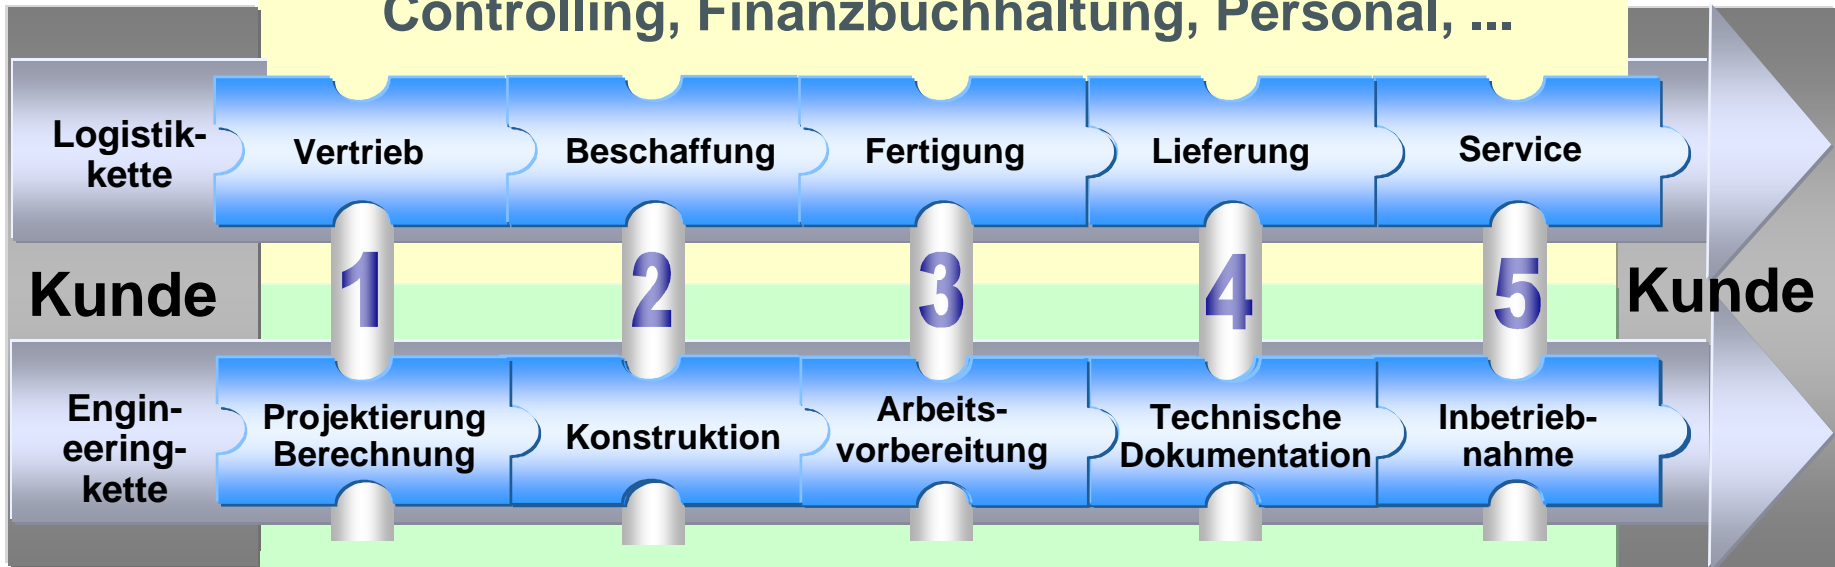 Controlling, Finanzbuchhaltung, Personal, ...
Logistik-
kette
Vertrieb
Beschaffung
Fertigung
Lieferung
Service
Kunde
1
2
3
4
5
Kunde
Engin-
eering-
kette
Projektierung
Berechnung
Konstruktion
Arbeits-
vorbereitung
Technische
Dokumentation
Inbetrieb-
nahme